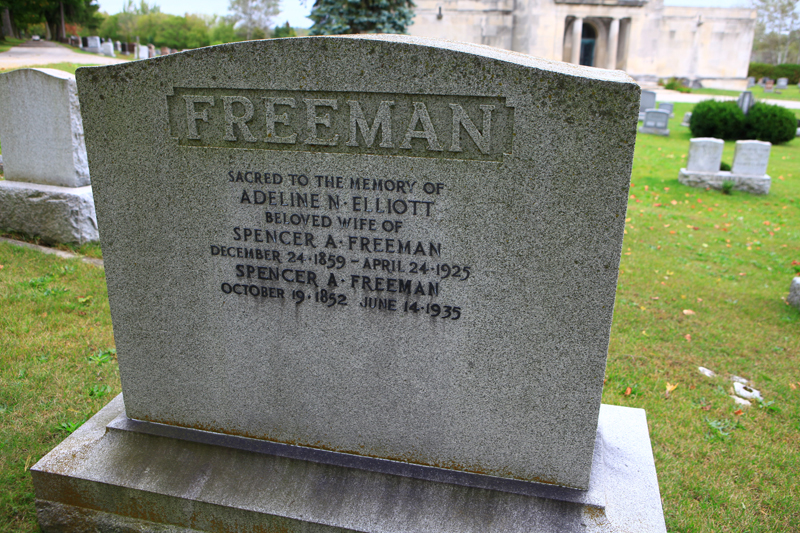 FREEMAN
SACRED TO THE MEMORY OF
ADELINE N · ELLIOTT
BELOVED WIFE OF
SPENCER A · FREEMAN
DECEMBER 24 · 1859 - APRIL 24 · 1925
SPENCER A · FREEMAN
OCTOBER 19 · 1852 JUNE 14 · 1935